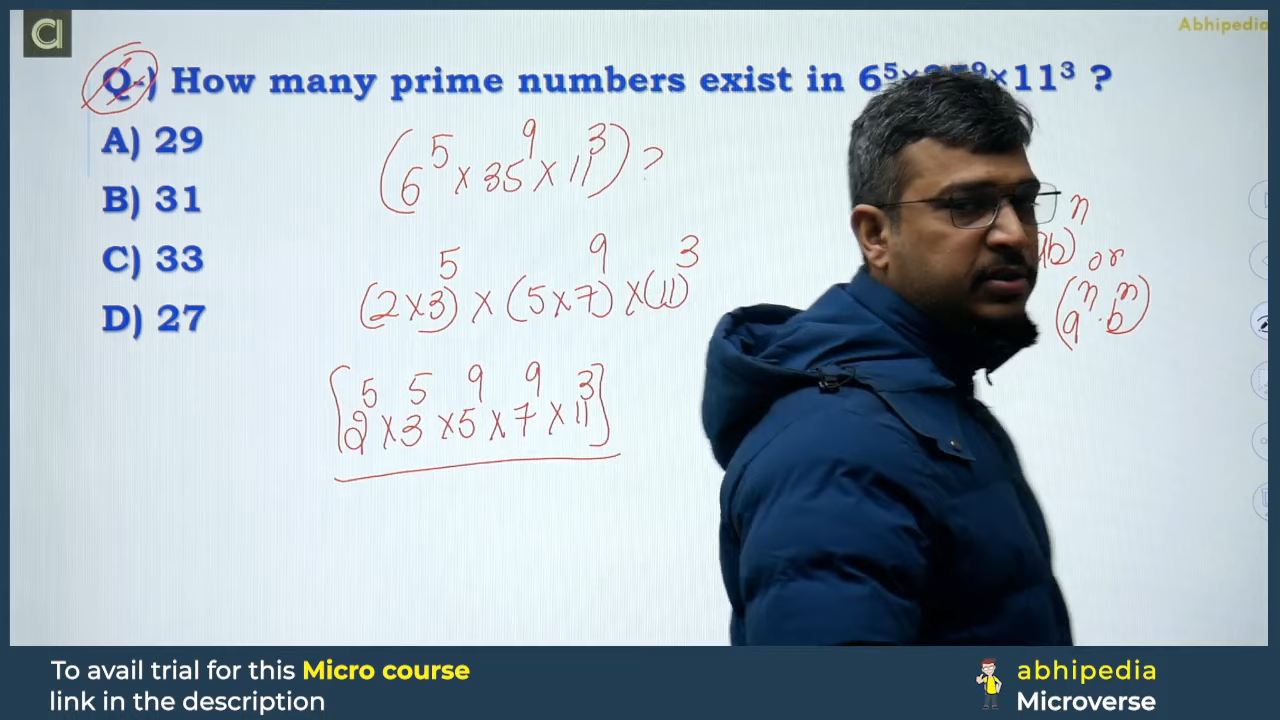 Abhipedia
Q.) How many prime numbers exist in 6⁵× ×11³ ?
A) 29
B) 31
C) 33
D) 27
(6⁵ × 35⁹ × 11³) ?
(2×3)⁵ × (5×7)⁹ × (11)³
[2⁵ × 3⁵ × 5⁹ × 7⁹ × 11³]
b)ⁿ
or
(aⁿ . bⁿ)
To avail trial for this Micro course
link in the description
abhipedia
Microverse